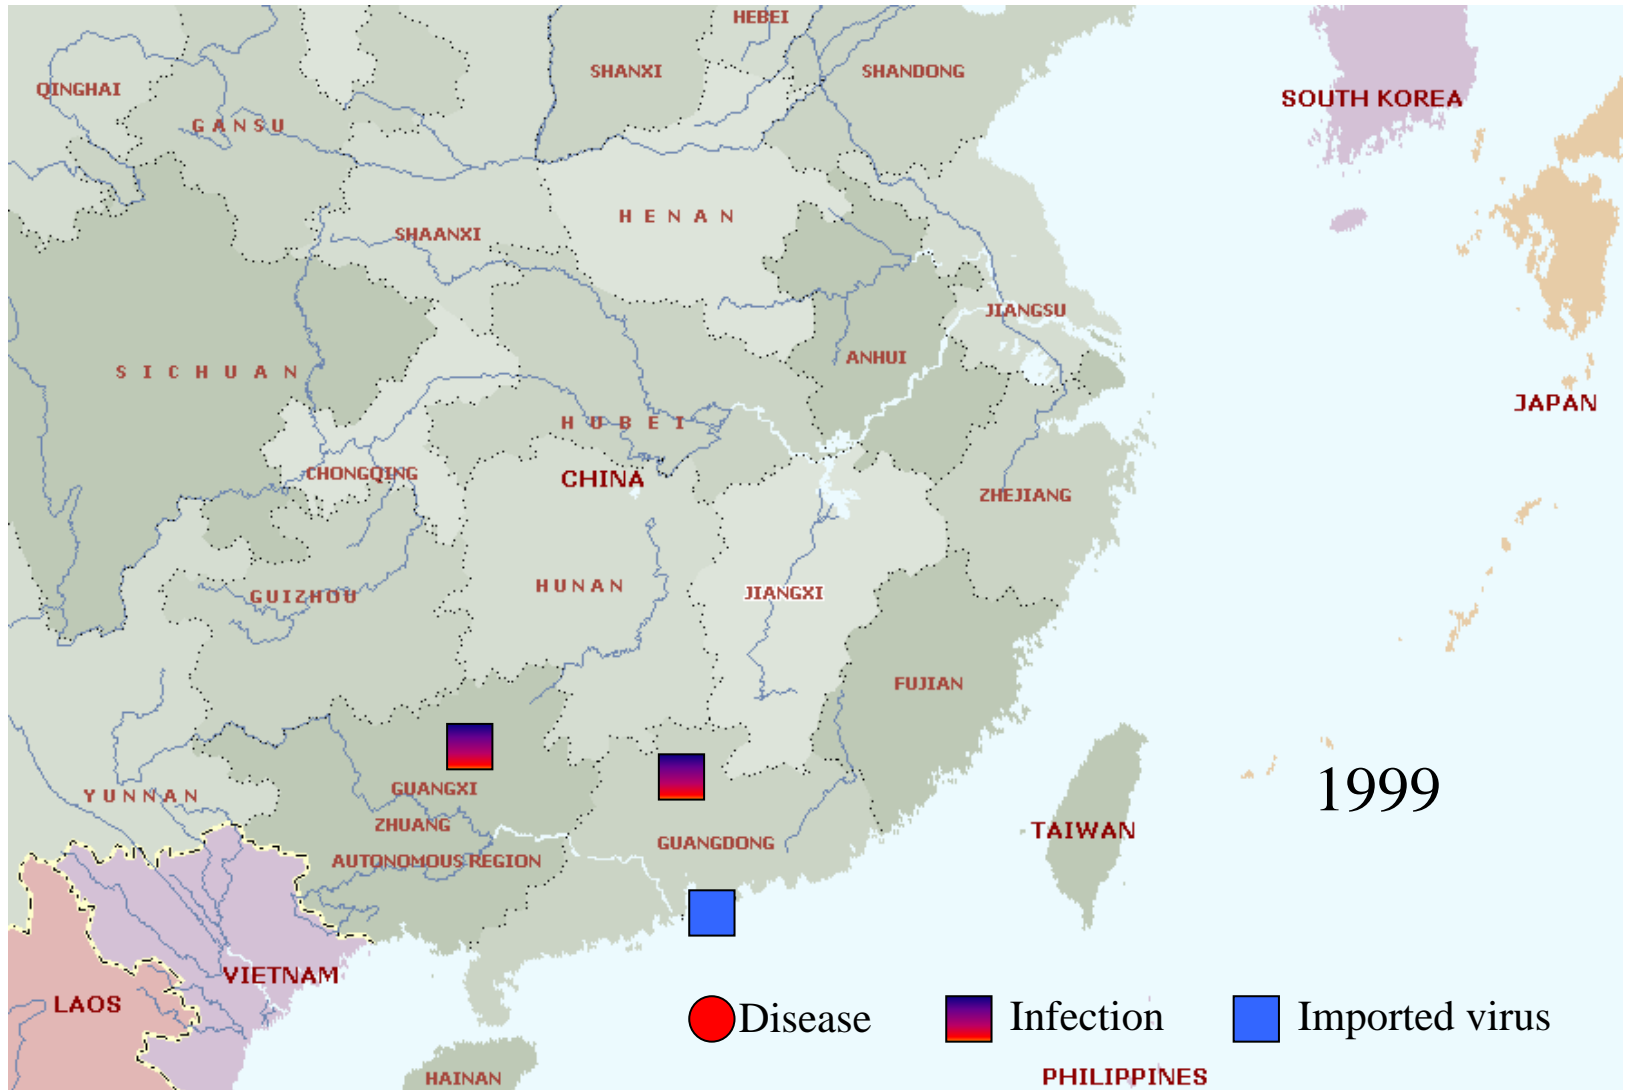 HEBEI
SHANXI
SHANDONG
QINGHAI
SOUTH KOREA
GANSU
HENAN
SHAANXI
JIANGSU
ANHUI
SICHUAN
JAPAN
HUBEI
CHONGQING
CHINA
ZHEJIANG
HUNAN
JIANGXI
GUIZHOU
FUJIAN
GUANGXI
ZHUANG
AUTONOMOUS REGION
1999
YUNNAN
TAIWAN
GUANGDONG
VIETNAM
LAOS
Disease
Infection
Imported virus
HAINAN
PHILIPPINES